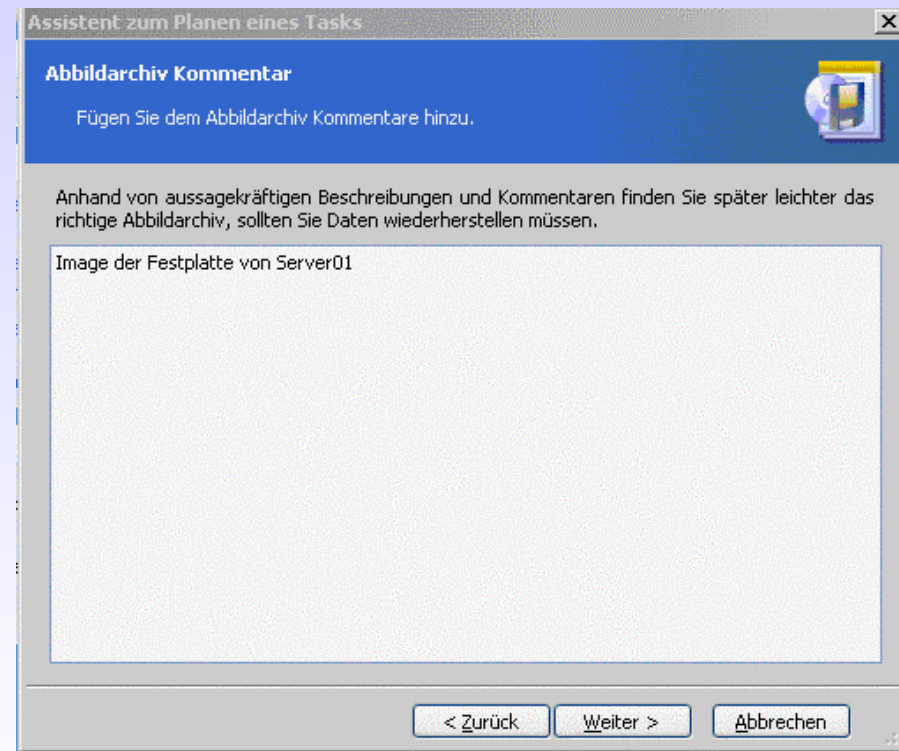 Assistent zum Planen eines Tasks
Abbildarchiv Kommentar
Fügen Sie dem Abbildarchiv Kommentare hinzu.
Anhand von aussagekräftigen Beschreibungen und Kommentaren finden Sie später leichter das
richtige Abbildarchiv, sollten Sie Daten wiederherstellen müssen.
Image der Festplatte von Server01
< Zurück  Weiter >  Abbrechen